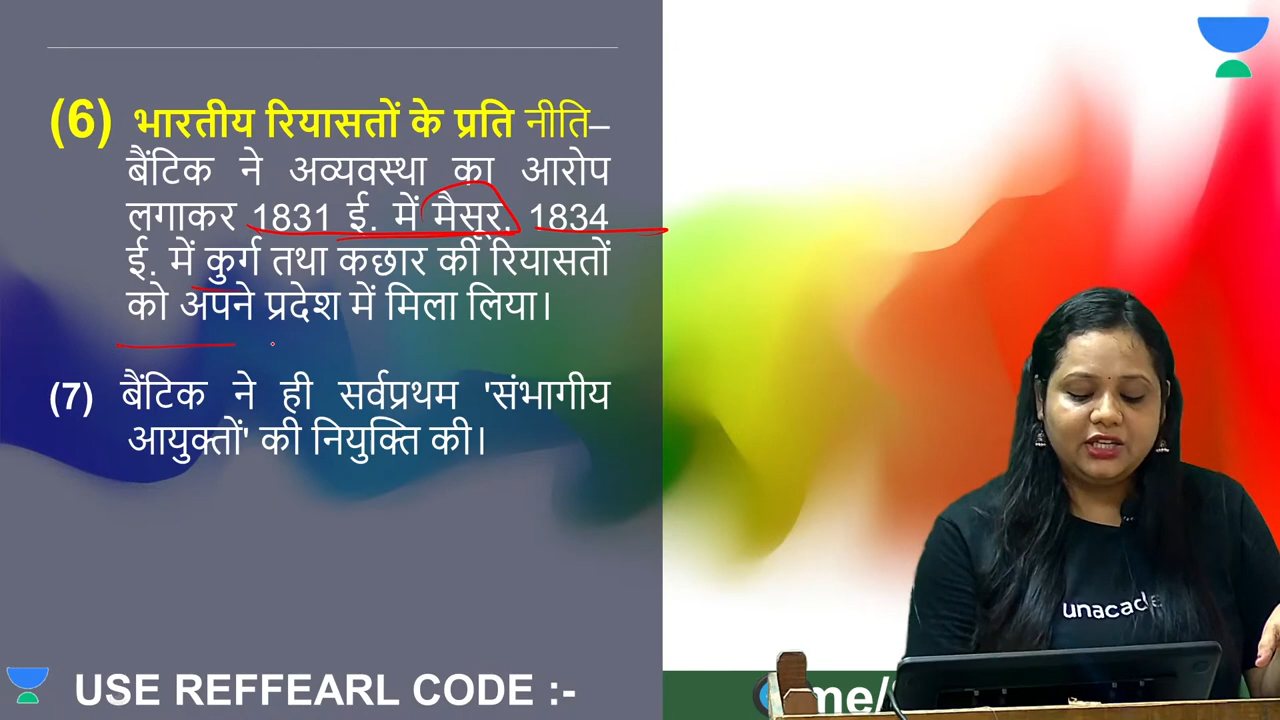 (6) भारतीय रियासतों के प्रति नीति–
बैंटिक ने अव्यवस्था का आरोप
लगाकर 1831 ई. में मैसूर. 1834
ई. में कुर्ग तथा कछार की रियासतों
को अपने प्रदेश में मिला लिया।
(7) बैंटिक ने ही सर्वप्रथम 'संभागीय
आयुक्तों' की नियुक्ति की।
USE REFFEARL CODE :-
me/